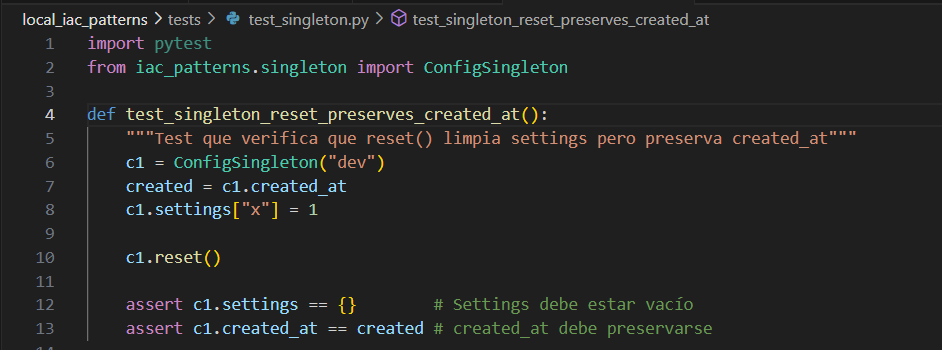 local_iac_patterns > tests > test_singleton.py > test_singleton_reset_preserves_created_at
1 import pytest
2 from iac_patterns.singleton import ConfigSingleton
3
4 def test_singleton_reset_preserves_created_at():
5     """Test que verifica que reset() limpia settings pero preserva created_at"""
6     c1 = ConfigSingleton("dev")
7     created = c1.created_at
8     c1.settings["x"] = 1
9
10     c1.reset()
11
12     assert c1.settings == {}        # Settings debe estar vacío
13     assert c1.created_at == created # created_at debe preservarse
14